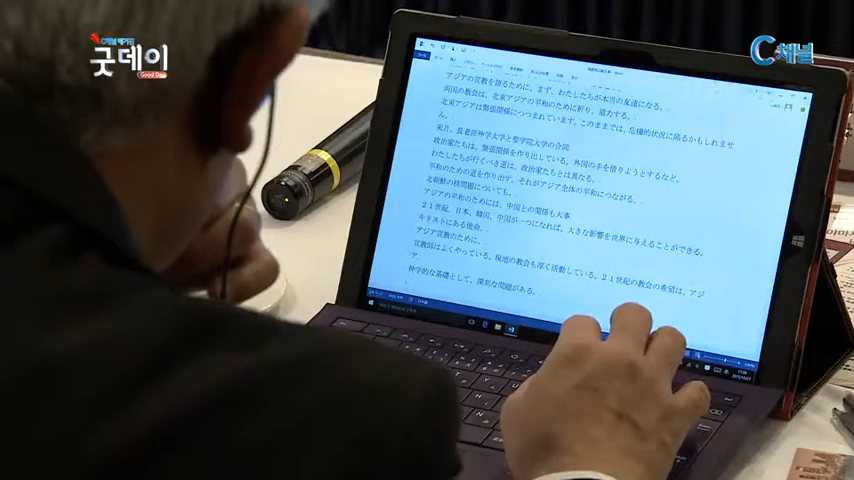 C채널 매거진
굿데이
Good Day
C채널
アジアの宣教を語るために、まず、わたしたちが本当の友達になる。
両国の教会は、北東アジアの平和のために祈り、協力する。
北東アジアは緊張関係につつまれています。このままでは、危機的状況に陥るかもしれませ
ん。
来月、長老派神学大学と聖学院大学の合同
政治家たちは、緊張関係を作り出している。外国の手を借りようとするなど。
わたしたちが行くべき道は、政治家たちとは異なる。
平和のための道を作り出す、それがアジア全体の平和につながる。
北朝鮮の核問題についても。
アジアの平和のためには、中国との関係も大事
２１世紀、日本、韓国、中国が一つになれば、大きな影響を世界に与えることができる。
キリストにある使命。
アジア宣教のために、
宣教師はよくやっている。現地の教会も厚く活動している。２１世紀の教会の希望は、アジ
ア
神学的な基礎として、深刻な問題がある。